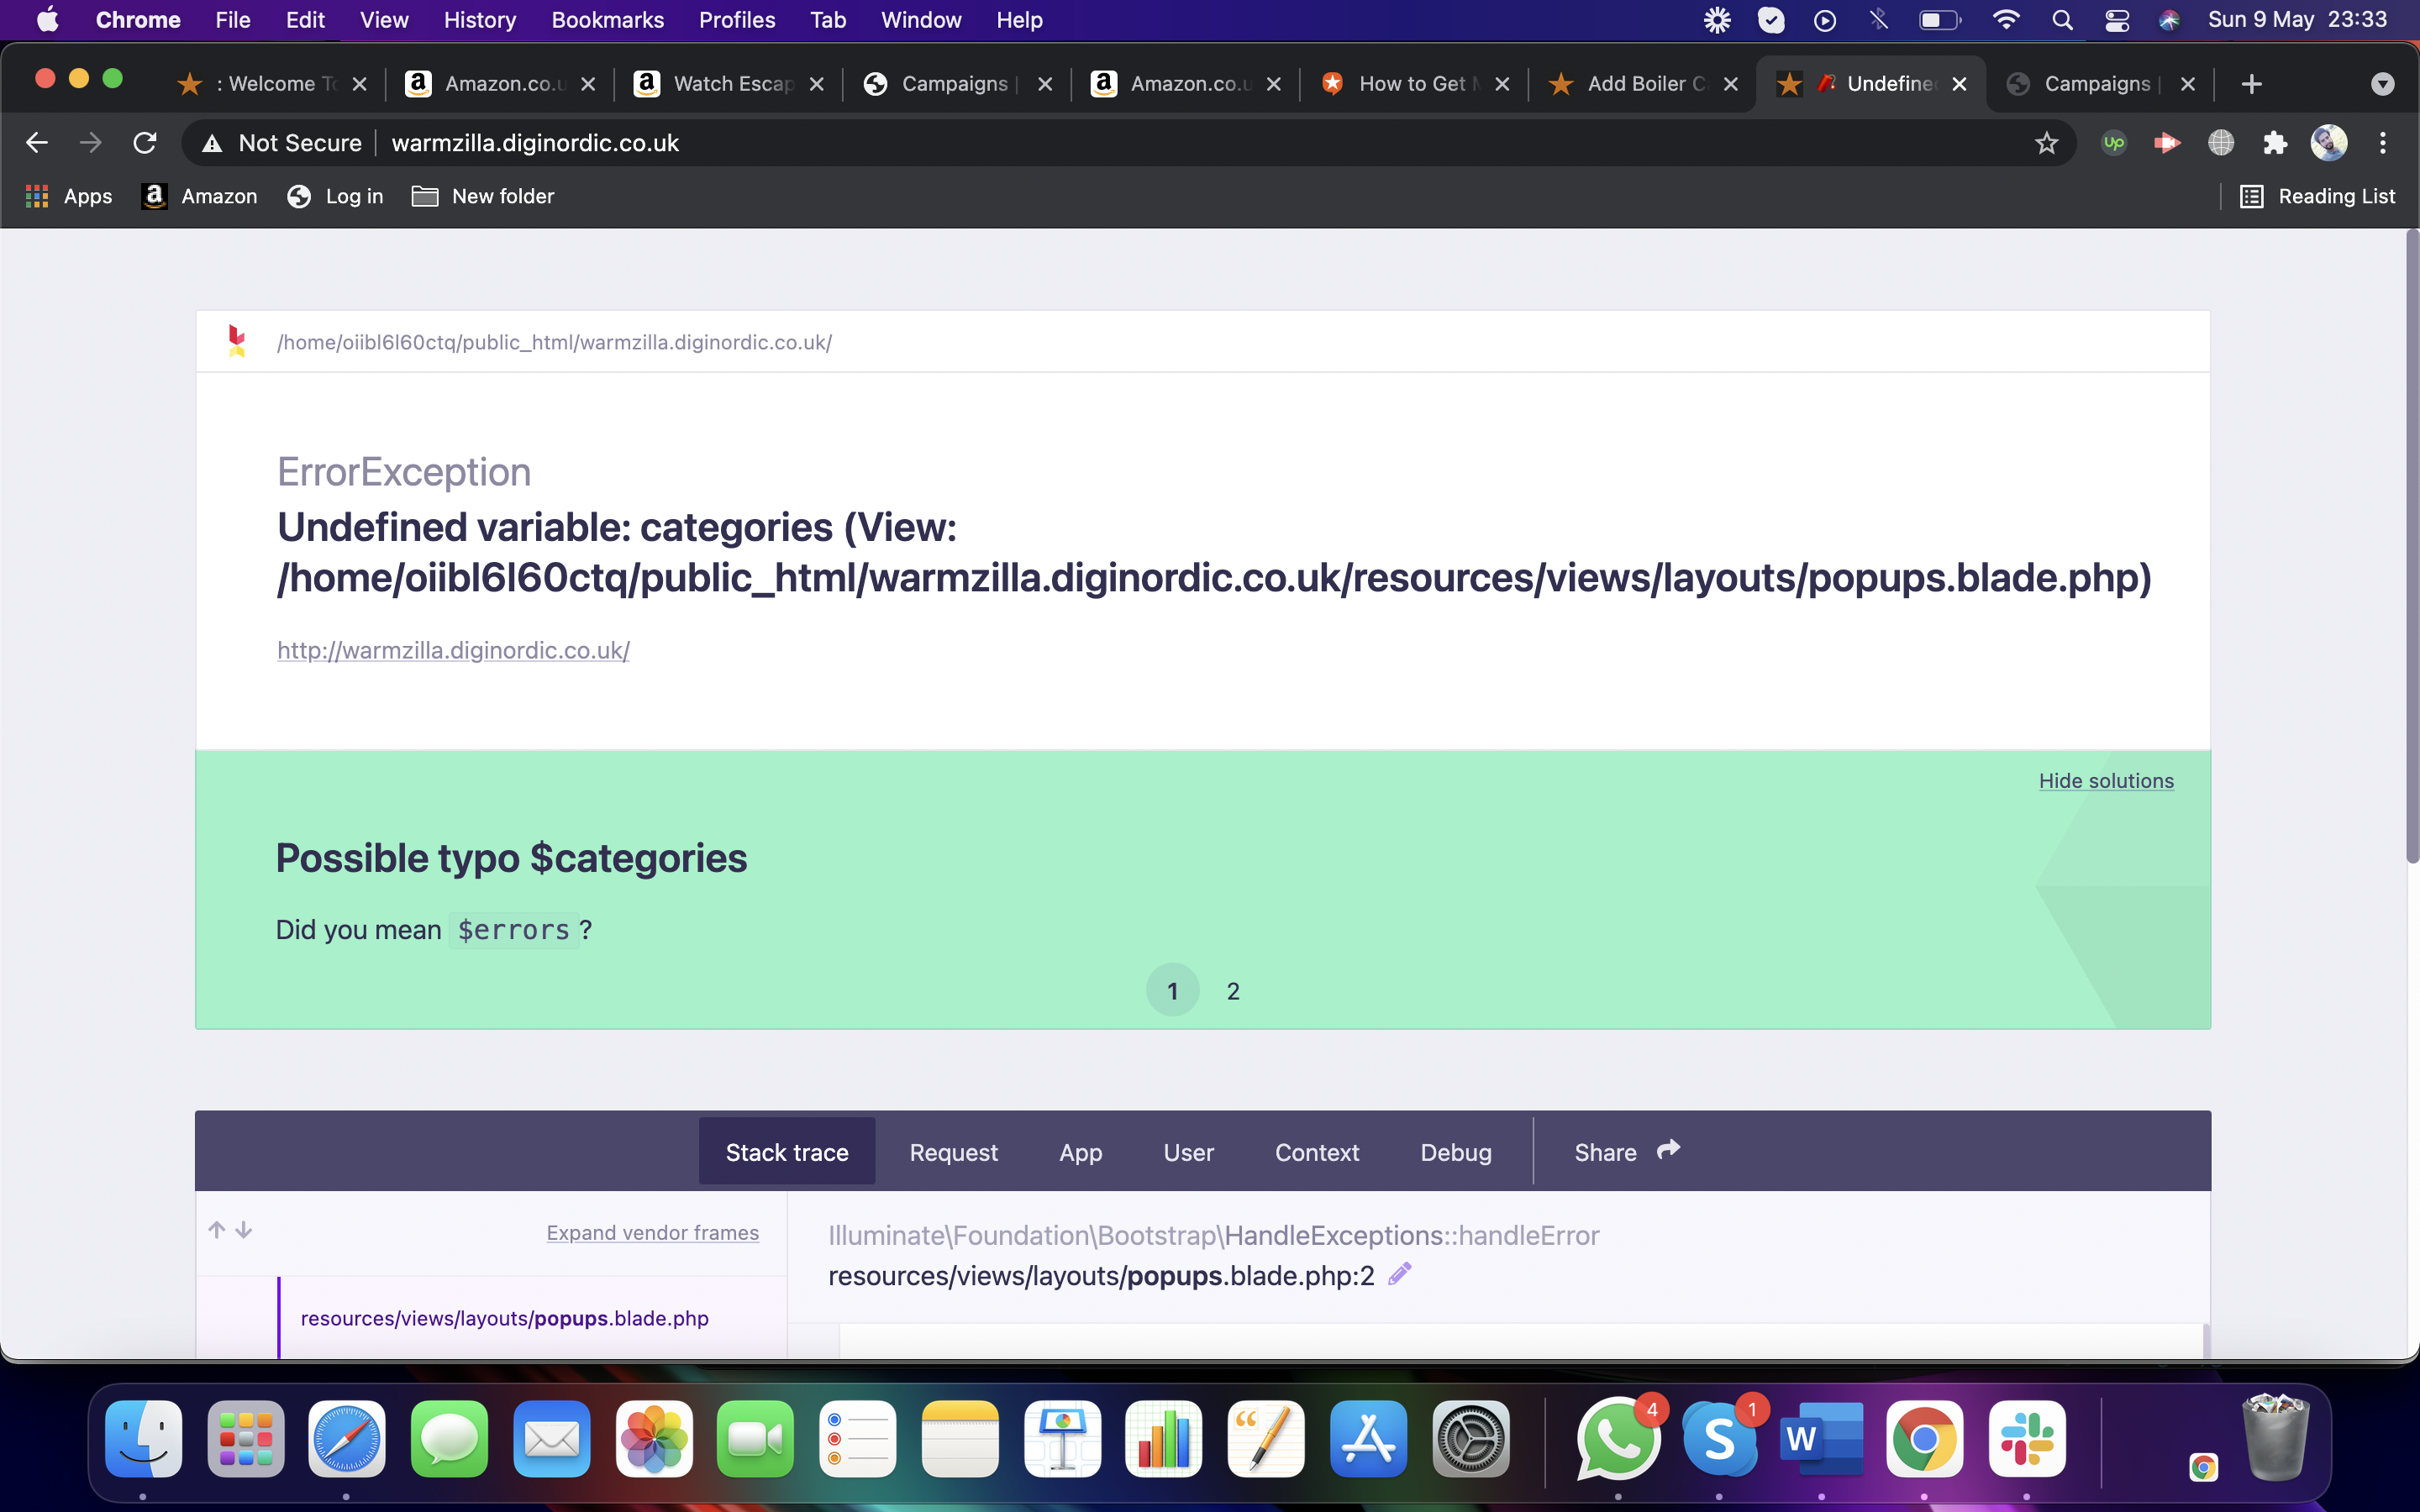 Chrome File Edit View History Bookmarks Profiles Tab Window Help Sun 9 May 23:33
: Welcome To Amazon.co.u Watch Escap Campaigns | Amazon.co.u How to Get Add Boiler C Undefine Campaigns |
Not Secure warmzilla.diginordic.co.uk up
Apps Amazon Log in New folder Reading List
/home/oiibl6l60ctq/public_html/warmzilla.diginordic.co.uk/
ErrorException
Undefined variable: categories (View:
/home/oiibl6l60ctq/public_html/warmzilla.diginordic.co.uk/resources/views/layouts/popups.blade.php)
http://warmzilla.diginordic.co.uk/
Hide solutions
Possible typo $categories
Did you mean $errors ?
1 2
Stack trace Request App User Context Debug Share
Expand vendor frames
Illuminate\Foundation\Bootstrap\HandleExceptions::handleError
resources/views/layouts/popups.blade.php:2
resources/views/layouts/popups.blade.php
4 1
S W